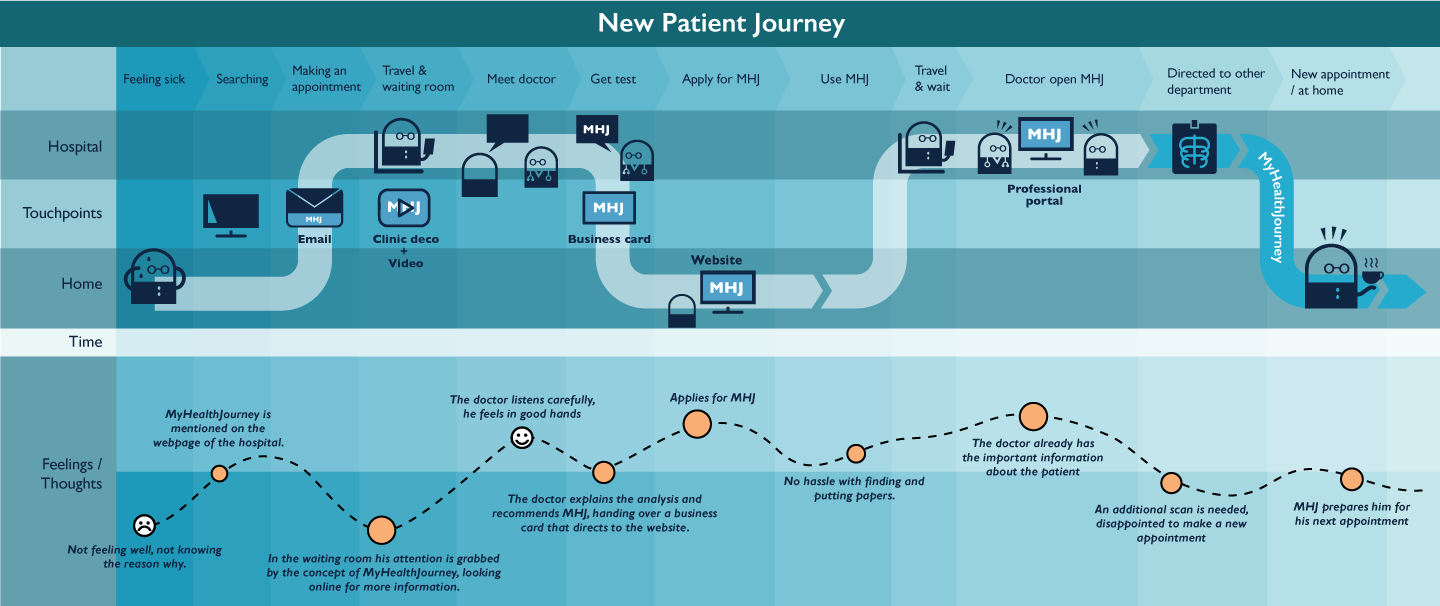 New Patient Journey
Feeling sick
Searching
Making an
appointment
Travel &
waiting room
Meet doctor
Get test
Apply for MHJ
Use MHJ
Travel
& wait
Doctor open MHJ
Directed to other
department
New appointment
/ at home
Hospital
MHJ
MHJ
MyHealthJourney
Professional
portal
Touchpoints
MHJ
MHJ
MHJ
Email
Clinic deco
+
Video
Business card
Home
Website
MHJ
Time
Feelings /
Thoughts
Not feeling well, not knowing
the reason why.
MyHealthJourney is
mentioned on the
webpage of the hospital.
In the waiting room his attention is grabbed
by the concept of MyHealthJourney, looking
online for more information.
The doctor listens carefully,
he feels in good hands
The doctor explains the analysis and
recommends MHJ, handing over a business
card that directs to the website.
Applies for MHJ
No hassle with finding and
putting papers.
The doctor already has
the important information
about the patient
An additional scan is needed,
disappointed to make a new
appointment
MHJ prepares him for
his next appointment